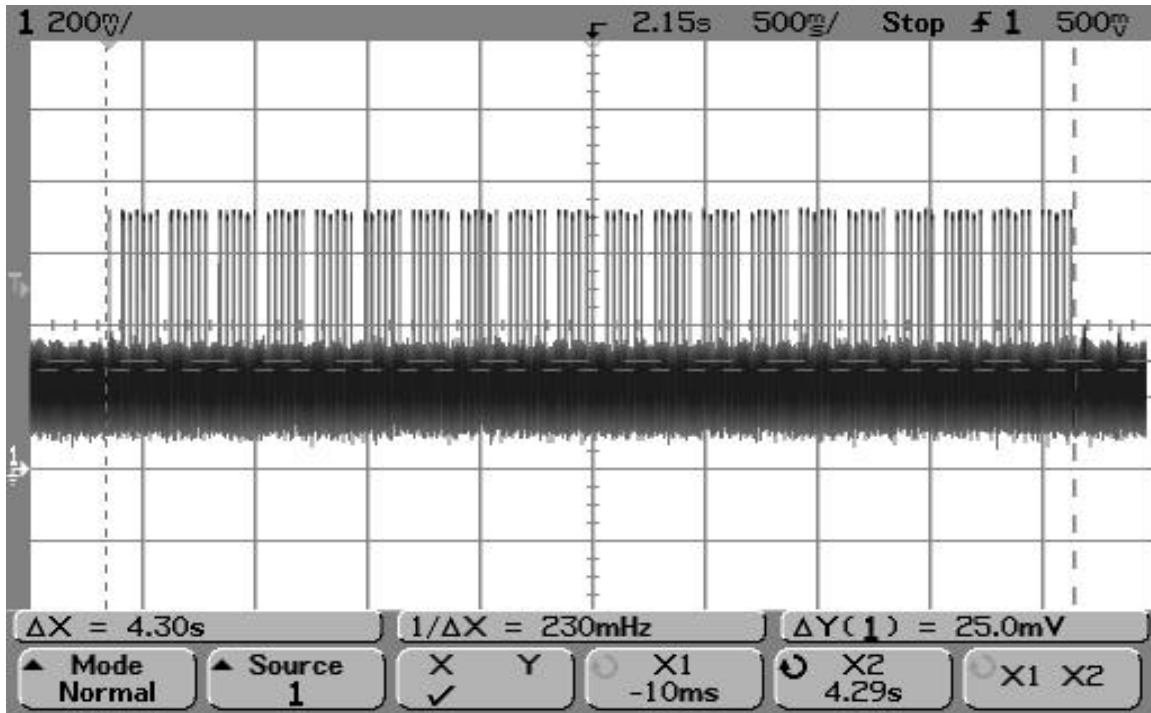 1 200mV/ 2.15s 500ms/ Stop 1 500mV
T
1
ΔX = 4.30s 1/ΔX = 230mHz ΔY(1) = 25.0mV
Mode Source X Y X1 X2 X1 X2
Normal 1 ✓ -10ms 4.29s